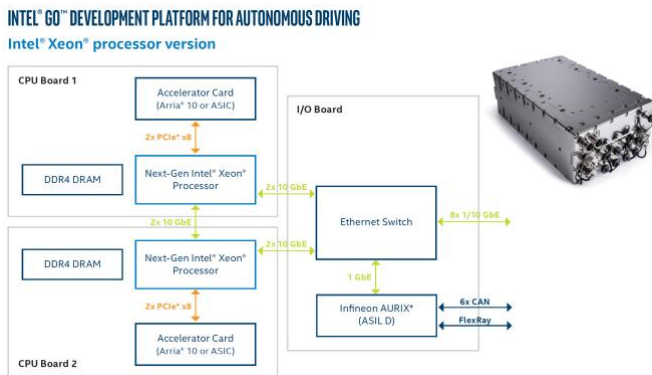 INTEL® GO™ DEVELOPMENT PLATFORM FOR AUTONOMOUS DRIVING
Intel® Xeon® processor version
CPU Board 1
Accelerator Card
(Arria® 10 or ASIC)
2x PCIe® x8
DDR4 DRAM
Next-Gen Intel® Xeon®
Processor
2x 10 GbE
2x 10 GbE
I/O Board
Ethernet Switch
8x 1/10 GbE
DDR4 DRAM
Next-Gen Intel® Xeon®
Processor
2x 10 GbE
1 GbE
2x PCIe® x8
Infineon AURIX*
(ASIL D)
6x CAN
FlexRay
Accelerator Card
(Arria® 10 or ASIC)
CPU Board 2